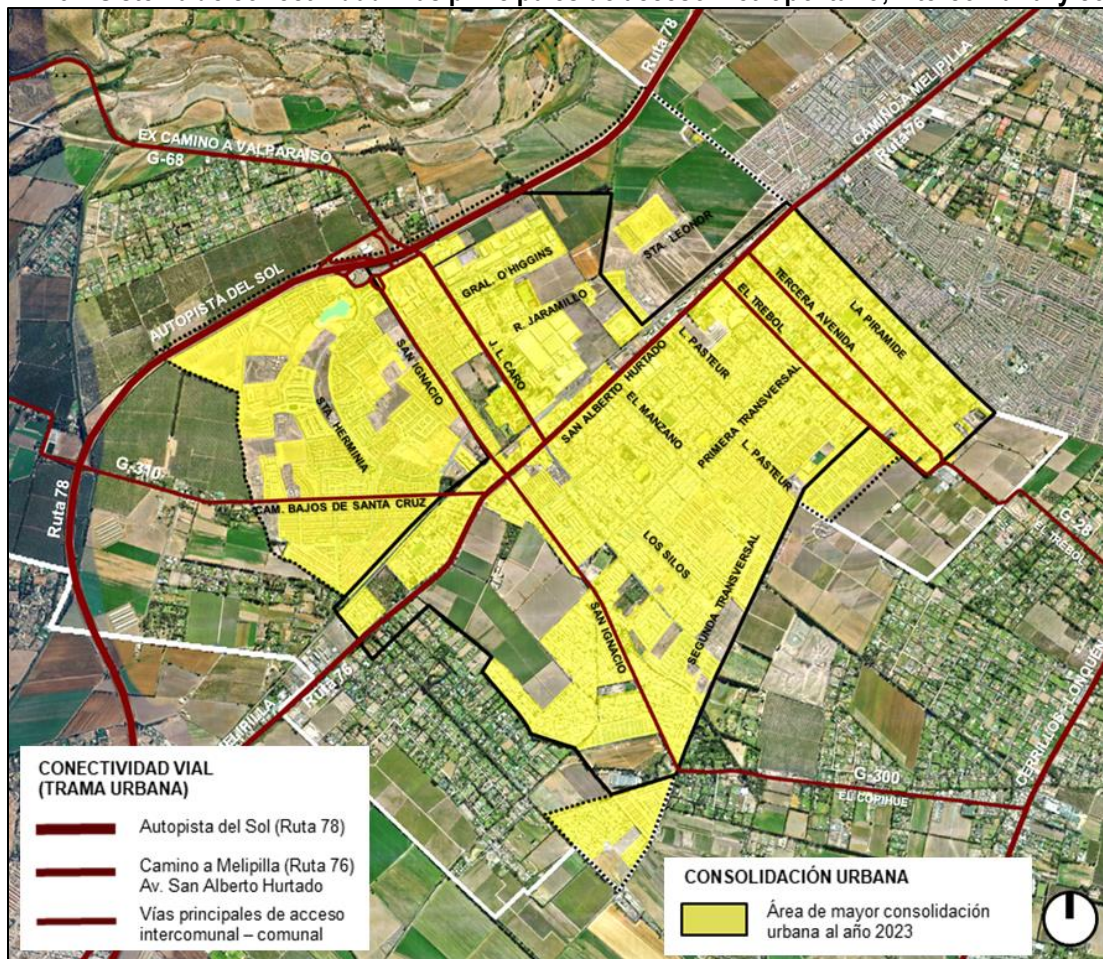 Ruta 78
CAMINO A MELIPILLA
Ruta 76
EX CAMINO A VALPARAISO
G-68
AUTOPISTA DEL SOL
STA. LEONOR
GRAL. O'HIGGINS
R. JARAMILLO
J. L. CARO
SAN IGNACIO
STA. HERMINIA
SAN ALBERTO HURTADO
L. PASTEUR
EL TREBOL
TERCERA AVENIDA
LA PIRAMIDE
EL MANZANO
PRIMERA TRANSVERSAL
L. PASTEUR
G-310
CAM. BAJOS DE SANTA CRUZ
Ruta 78
LOS SILOS
SAN IGNACIO
SEGUNDA TRANSVERSAL
G-28
EL TREBOL
Ruta 76
G-300
EL COPIHUE
CONECTIVIDAD VIAL
(TRAMA URBANA)
Autopista del Sol (Ruta 78)
Camino a Melipilla (Ruta 76)
Av. San Alberto Hurtado
Vías principales de acceso
intercomunal – comunal
CONSOLIDACIÓN URBANA
Área de mayor consolidación
urbana al año 2023